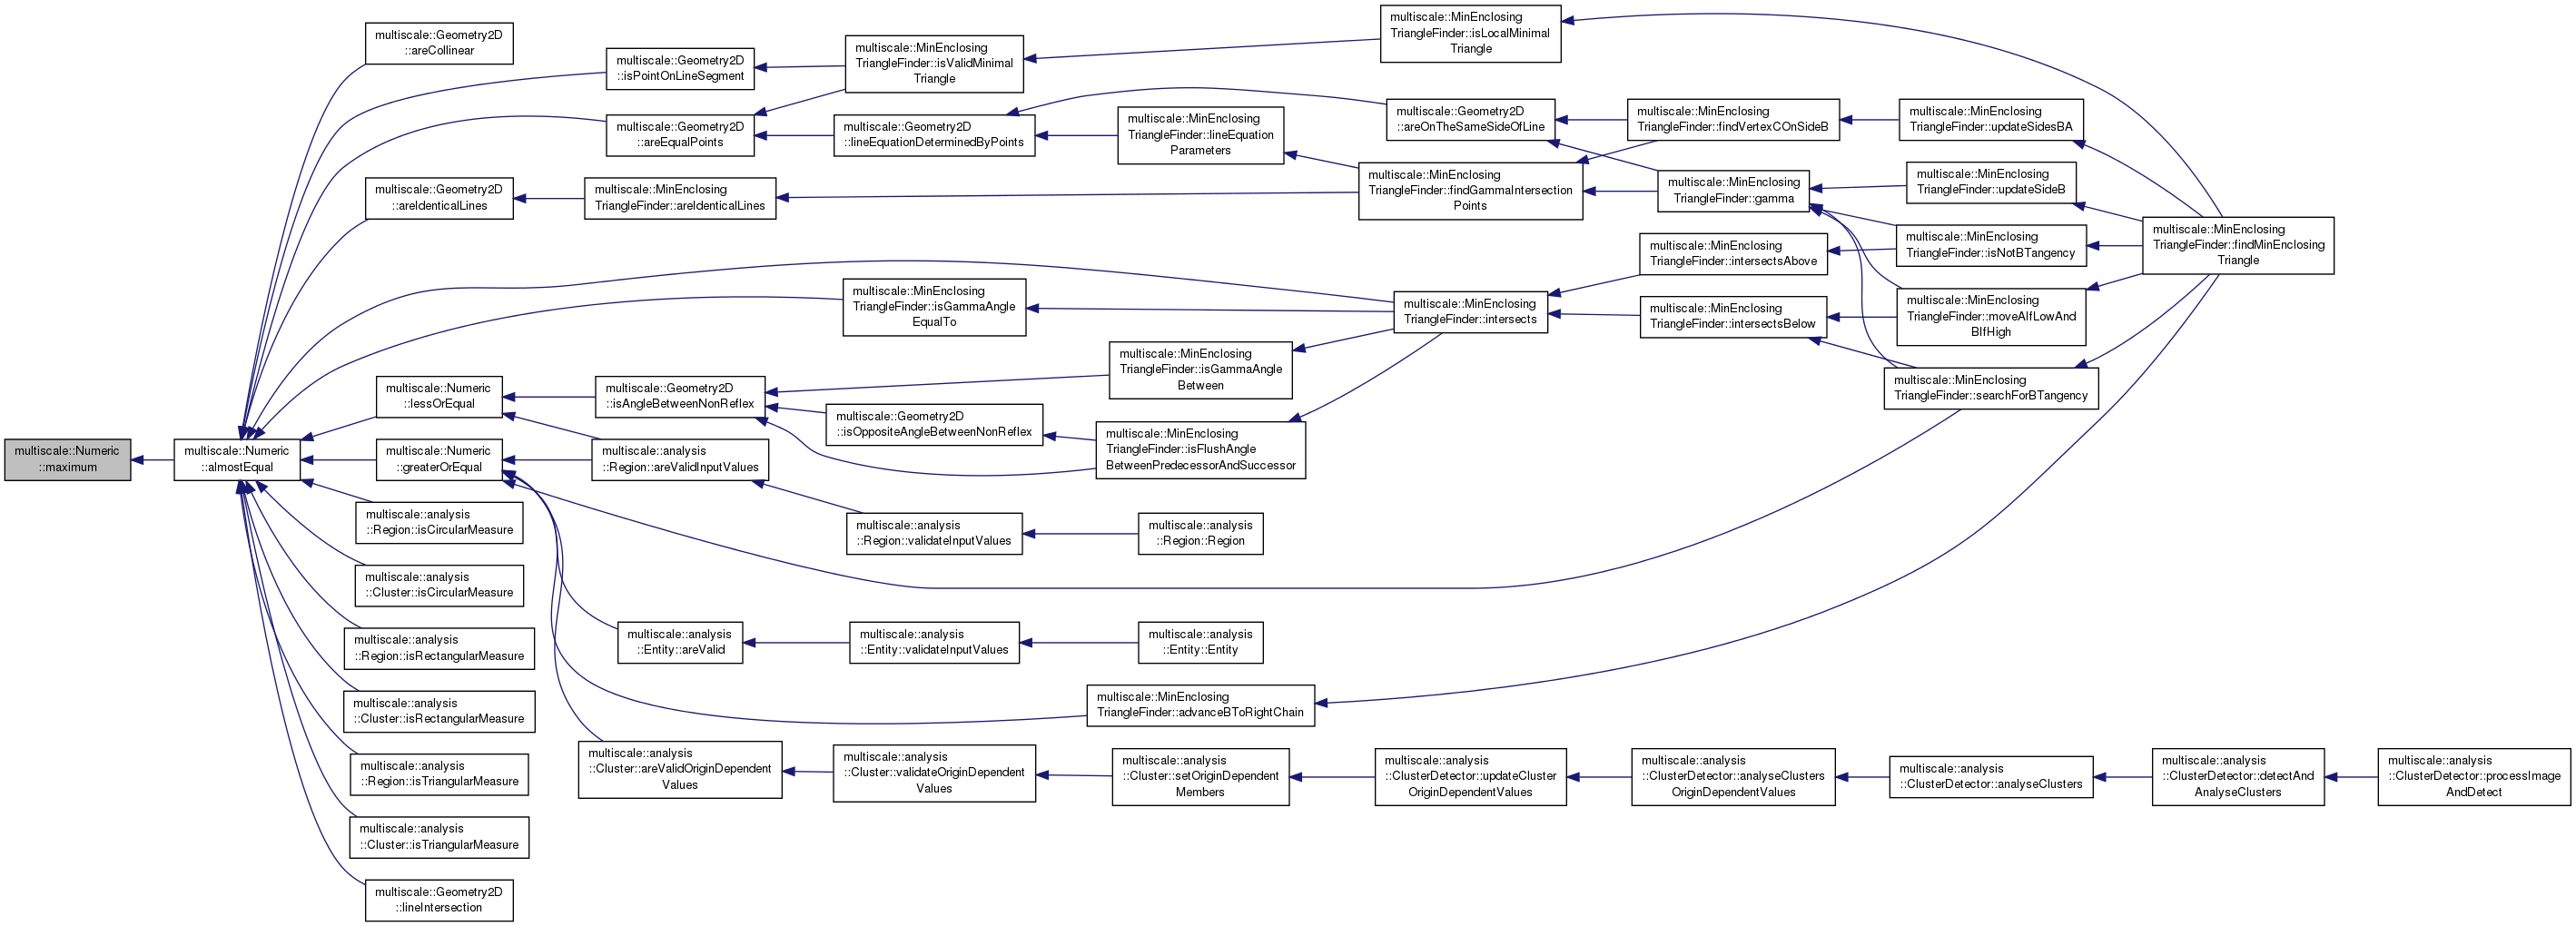 multiscale::Numeric
::maximum
multiscale::Numeric
::almostEqual
multiscale::Geometry2D
::areCollinear
multiscale::Geometry2D
::isPointOnLineSegment
multiscale::Geometry2D
::areEqualPoints
multiscale::Geometry2D
::areIdenticalLines
multiscale::MinEnclosing
TriangleFinder::isValidMinimal
Triangle
multiscale::MinEnclosing
TriangleFinder::isLocalMinimal
Triangle
multiscale::Geometry2D
::lineEquationDeterminedByPoints
multiscale::MinEnclosing
TriangleFinder::lineEquation
Parameters
multiscale::Geometry2D
::areOnTheSameSideOfLine
multiscale::MinEnclosing
TriangleFinder::findVertexCOnSideB
multiscale::MinEnclosing
TriangleFinder::updateSidesBA
multiscale::MinEnclosing
TriangleFinder::areIdenticalLines
multiscale::MinEnclosing
TriangleFinder::findGammaIntersection
Points
multiscale::MinEnclosing
TriangleFinder::gamma
multiscale::MinEnclosing
TriangleFinder::updateSideB
multiscale::MinEnclosing
TriangleFinder::isNotBTangency
multiscale::MinEnclosing
TriangleFinder::findMinEnclosing
Triangle
multiscale::MinEnclosing
TriangleFinder::intersectsAbove
multiscale::MinEnclosing
TriangleFinder::isGammaAngle
EqualTo
multiscale::MinEnclosing
TriangleFinder::intersects
multiscale::MinEnclosing
TriangleFinder::intersectsBelow
multiscale::MinEnclosing
TriangleFinder::moveAIfLowAnd
BIfHigh
multiscale::MinEnclosing
TriangleFinder::searchForBTangency
multiscale::MinEnclosing
TriangleFinder::isGammaAngle
Between
multiscale::Numeric
::lessOrEqual
multiscale::Geometry2D
::isAngleBetweenNonReflex
multiscale::Geometry2D
::isOppositeAngleBetweenNonReflex
multiscale::MinEnclosing
TriangleFinder::isFlushAngle
BetweenPredecessorAndSuccessor
multiscale::Numeric
::greaterOrEqual
multiscale::analysis
::Region::areValidInputValues
multiscale::analysis
::Region::validateInputValues
multiscale::analysis
::Region::Region
multiscale::analysis
::Region::isCircularMeasure
multiscale::analysis
::Cluster::isCircularMeasure
multiscale::analysis
::Region::isRectangularMeasure
multiscale::analysis
::Entity::areValid
multiscale::analysis
::Entity::validateInputValues
multiscale::analysis
::Entity::Entity
multiscale::analysis
::Cluster::isRectangularMeasure
multiscale::MinEnclosing
TriangleFinder::advanceBToRightChain
multiscale::analysis
::Region::isTriangularMeasure
multiscale::analysis
::Cluster::areValidOriginDependent
Values
multiscale::analysis
::Cluster::validateOriginDependent
Values
multiscale::analysis
::Cluster::setOriginDependent
Members
multiscale::analysis
::ClusterDetector::updateCluster
OriginDependentValues
multiscale::analysis
::ClusterDetector::analyseClusters
OriginDependentValues
multiscale::analysis
::ClusterDetector::analyseClusters
multiscale::analysis
::ClusterDetector::detectAnd
AnalyseClusters
multiscale::analysis
::ClusterDetector::processImage
AndDetect
multiscale::analysis
::Cluster::isTriangularMeasure
multiscale::Geometry2D
::lineIntersection